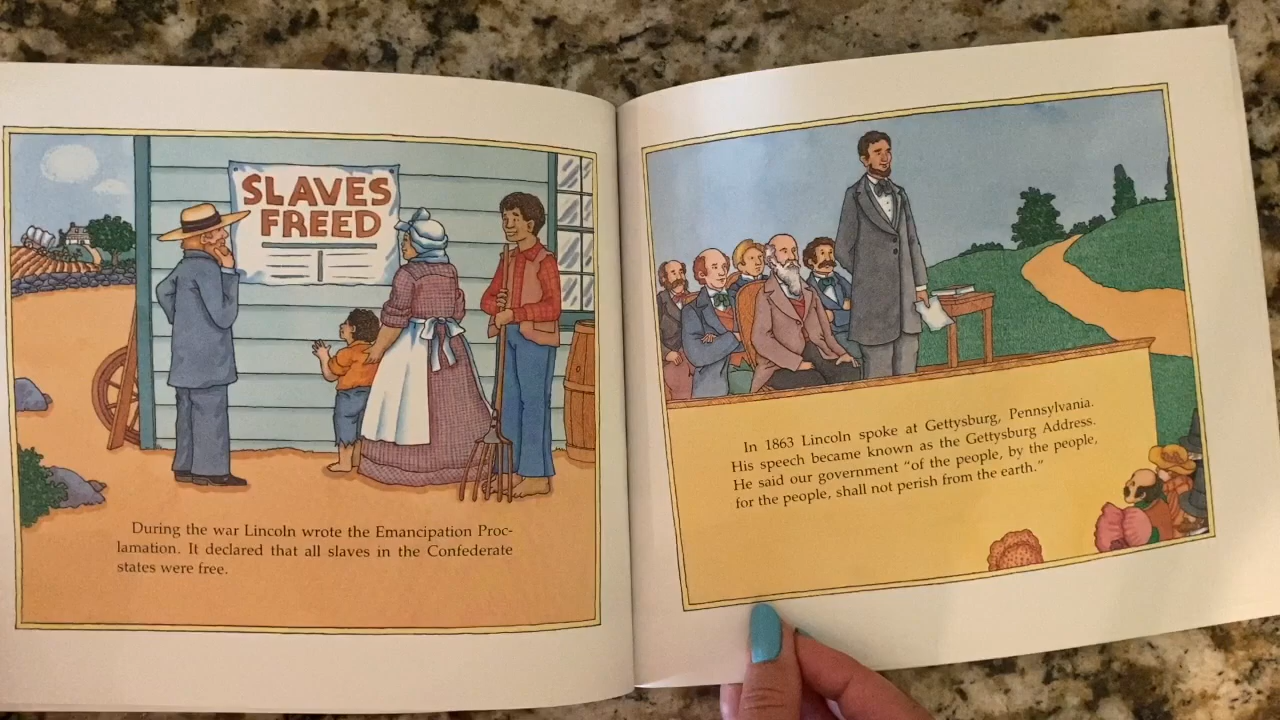 SLAVES
FREED
During the war Lincoln wrote the Emancipation Proc-
lamation. It declared that all slaves in the Confederate
states were free.
In 1863 Lincoln spoke at Gettysburg, Pennsylvania.
His speech became known as the Gettysburg Address.
He said our government “of the people, by the people,
for the people, shall not perish from the earth.”